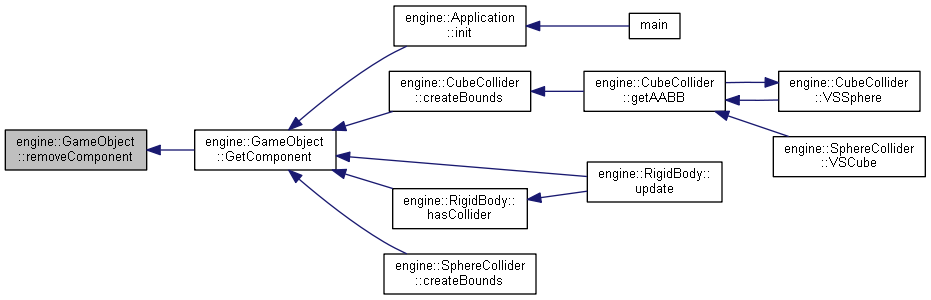 engine::GameObject
::removeComponent
engine::GameObject
::GetComponent
engine::Application
::init
main
engine::CubeCollider
::createBounds
engine::CubeCollider
::getAABB
engine::CubeCollider
::VSSphere
engine::SphereCollider
::VSCube
engine::RigidBody::
update
engine::RigidBody::
hasCollider
engine::SphereCollider
::createBounds